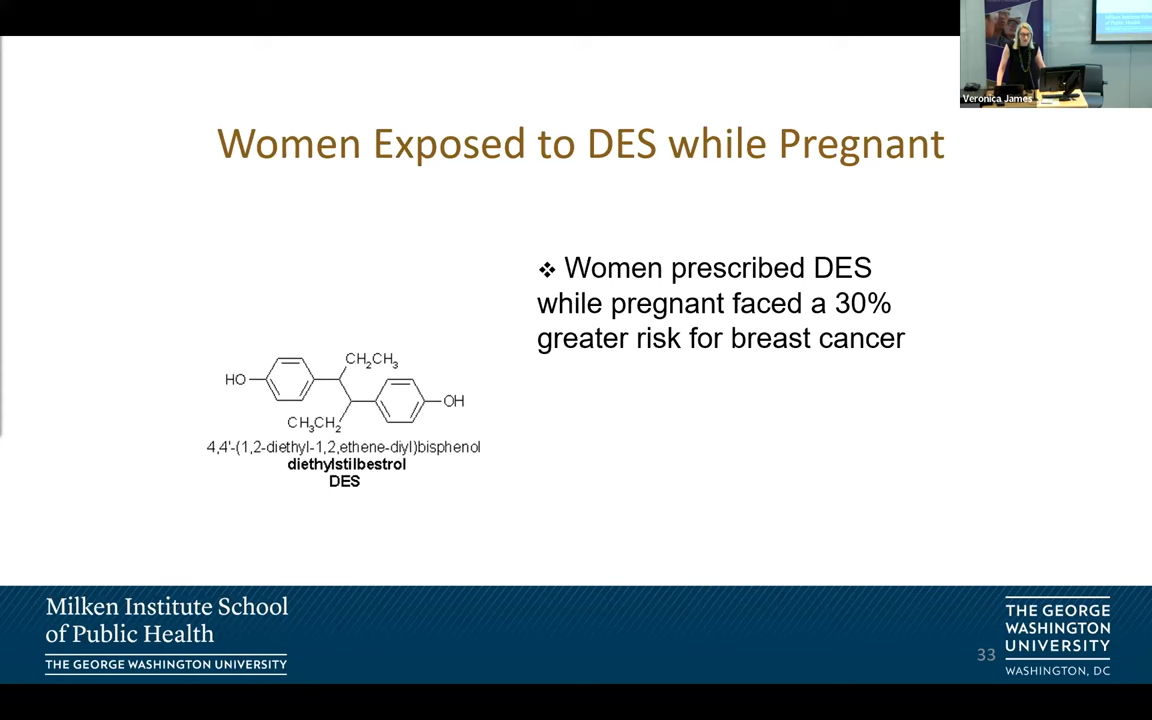 Veronica James
Women Exposed to DES while Pregnant
❖ Women prescribed DES
while pregnant faced a 30%
greater risk for breast cancer
CH2CH3
HO
OH
CH3CH2
4,4'-(1,2-diethyl-1,2,ethene-diyl)bisphenol
diethylstilbestrol
DES
Milken Institute School
of Public Health
THE GEORGE WASHINGTON UNIVERSITY
33
THE GEORGE
WASHINGTON
UNIVERSITY
WASHINGTON, DC